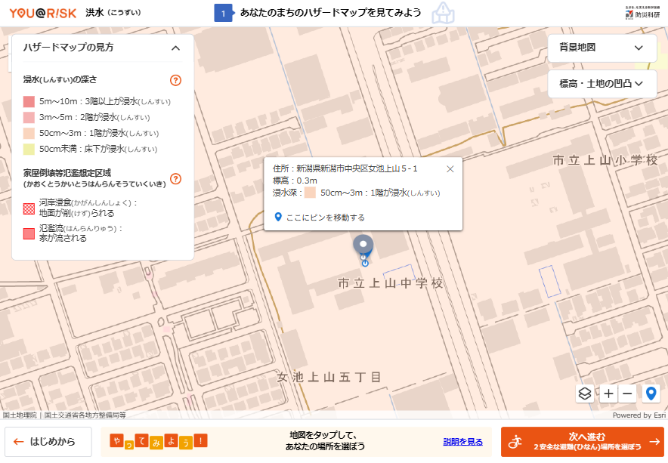 YOU@RISK 洪水 (こうずい)
1 あなたのまちのハザードマップを見てみよう
防災科研
ハザードマップの見方
浸水(しんすい)の深さ
5m〜10m：3階以上が浸水(しんすい)
3m〜5m：2階が浸水(しんすい)
50cm〜3m：1階が浸水(しんすい)
50cm未満：床下が浸水(しんすい)
家屋倒壊等氾濫想定区域
(かおくとうかいとうはんらんそうていくいき)
河岸浸食(かがんしんしょく)：
地面が削(けず)られる
氾濫流(はんらんりゅう)：
家が流される
背景地図
標高・土地の凹凸
住所：新潟県新潟市中央区女池上山５-１
標高：0.3m
浸水深： 50cm〜3m：1階が浸水(しんすい)
ここにピンを移動する
市立上山小学校
市立上山中学校
女池上山五丁目
国土地理院 | 国土交通省各地方整備局等
Powered by Esri
はじめから
やってみよう！
地図をタップして、
あなたの場所を選ぼう
説明を見る
次へ進む
2 安全な避難(ひなん)場所を選ぼう